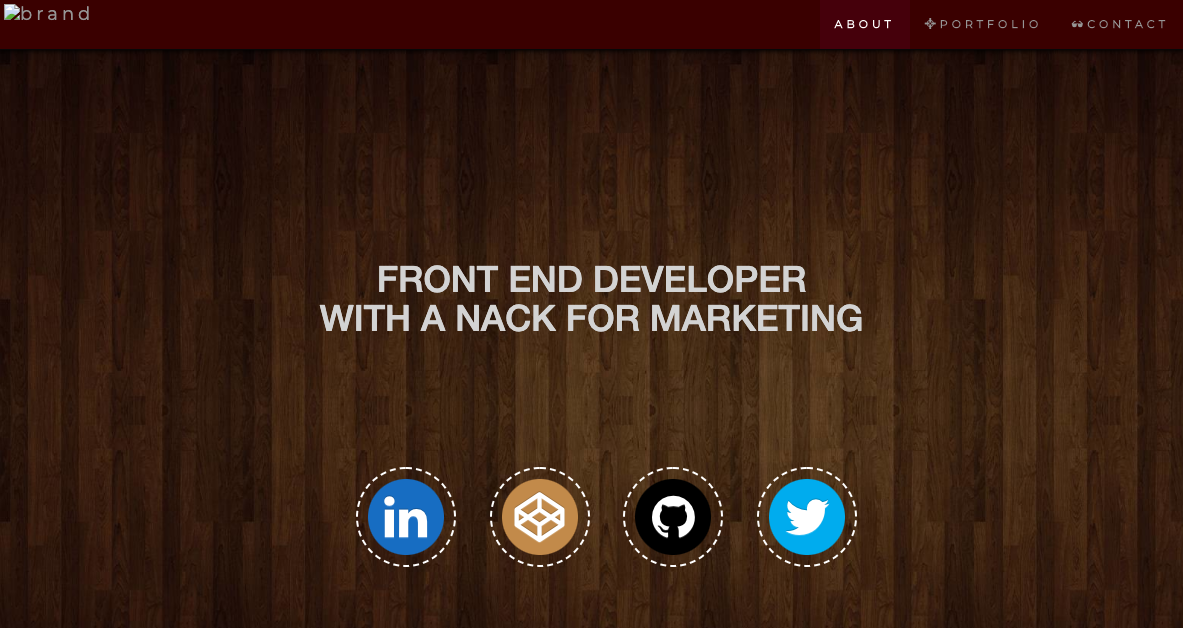 brand
ABOUT
PORTFOLIO
CONTACT
FRONT END DEVELOPER
WITH A NACK FOR MARKETING
in